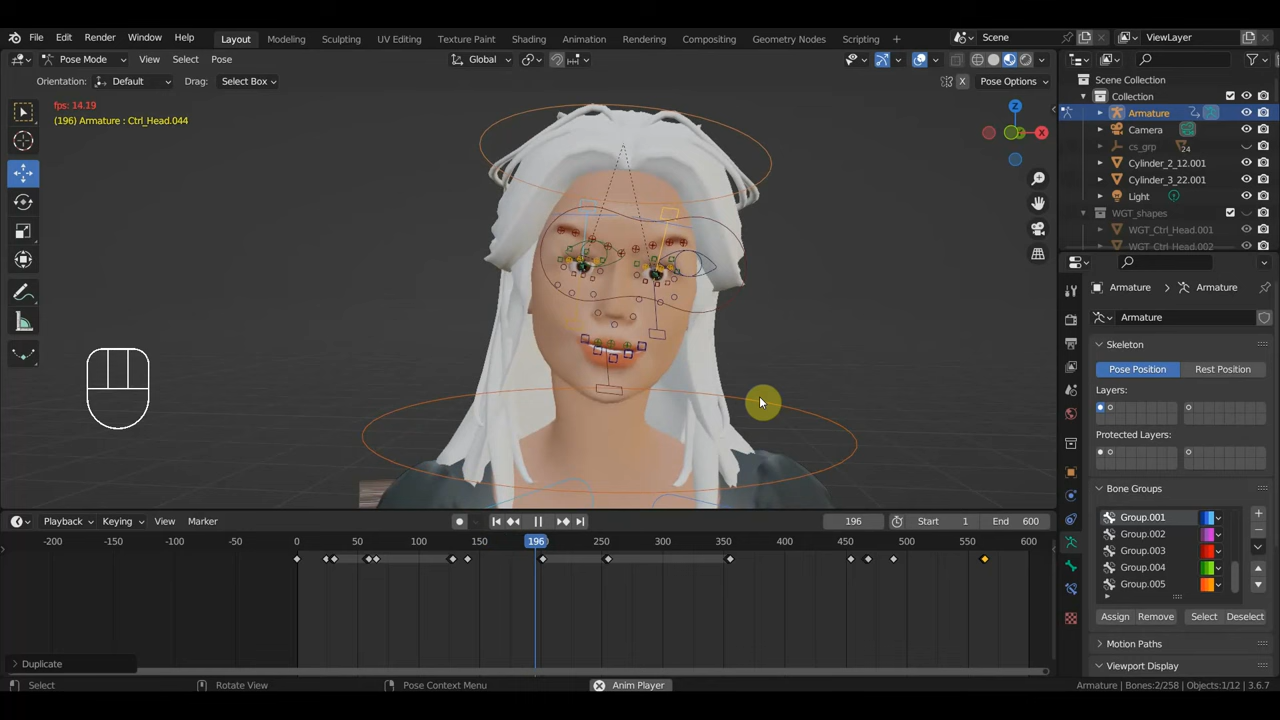 File Edit Render Window Help Layout Modeling Sculpting UV Editing Texture Paint Shading Animation Rendering Compositing Geometry Nodes Scripting + Scene ViewLayer
Pose Mode View Select Pose Global
Orientation: Default Drag: Select Box X Pose Options
fps: 14.19
(196) Armature : Ctrl_Head.044
Z
X
Scene Collection
Collection
Armature
Camera
cs_grp 24
Cylinder_2_12.001
Cylinder_3_22.001
Light
WGT_shapes
WGT_Ctrl_Head.001
WGT_Ctrl_Head.002
Armature > Armature
Armature
Skeleton
Pose Position Rest Position
Layers:
Protected Layers:
Bone Groups
Group.001
Group.002
Group.003
Group.004
Group.005
Assign Remove Select Deselect
Motion Paths
Viewport Display
Playback Keying View Marker 196 Start 1 End 600
-200 -150 -100 -50 0 50 100 150 196 250 300 350 400 450 500 550 600
Duplicate
Select Rotate View Pose Context Menu Anim Player Armature | Bones:2/258 | Objects:1/12 | 3.6.7